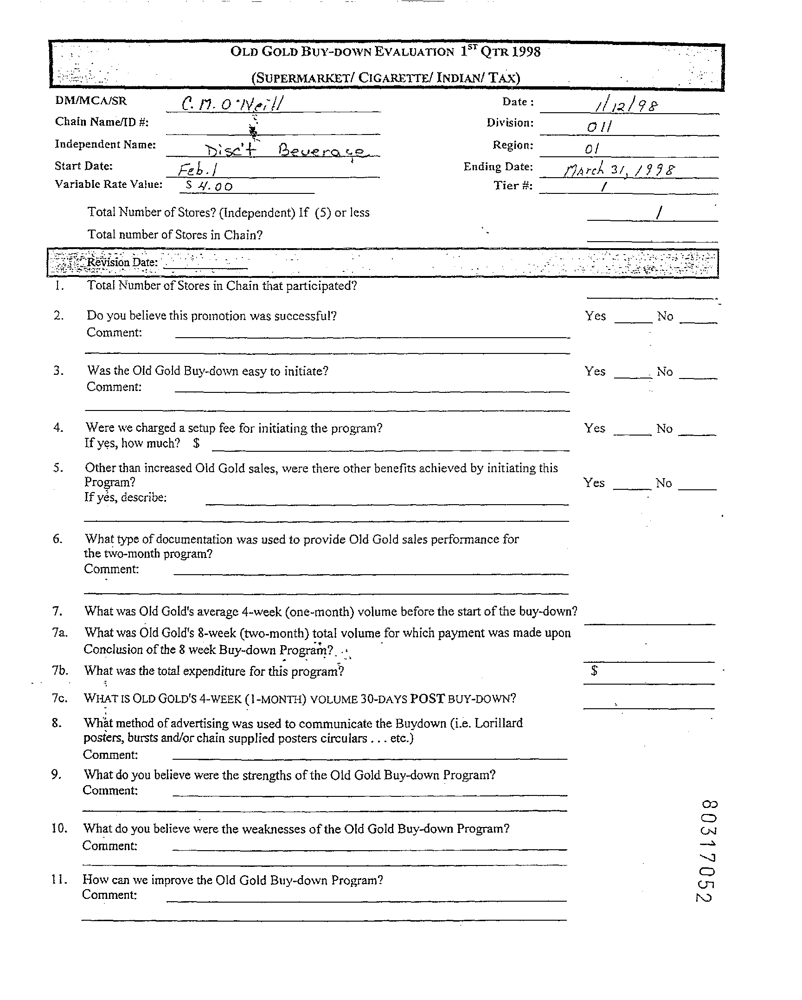 OLD GOLD BUY-DOWN EVALUATION 1ST QTR 1998
(SUPERMARKET/ CIGARETTE/ INDIAN/ TAX)
DM/MCA/SR C. M. O'Neill Date : 1/12/98
Chain Name/ID #: Division: 011
Independent Name: Disc't Beverage Region: 01
Start Date: Feb. 1 Ending Date: March 31, 1998
Variable Rate Value: $ 4.00 Tier #: 1
Total Number of Stores? (Independent) If (5) or less 1
Total number of Stores in Chain?
Revision Date:
1. Total Number of Stores in Chain that participated?
2. Do you believe this promotion was successful? Yes No
Comment:
3. Was the Old Gold Buy-down easy to initiate? Yes No
Comment:
4. Were we charged a setup fee for initiating the program? Yes No
If yes, how much? $
5. Other than increased Old Gold sales, were there other benefits achieved by initiating this
Program? Yes No
If yes, describe:
6. What type of documentation was used to provide Old Gold sales performance for
the two-month program?
Comment:
7. What was Old Gold's average 4-week (one-month) volume before the start of the buy-down?
7a. What was Old Gold's 8-week (two-month) total volume for which payment was made upon
Conclusion of the 8 week Buy-down Program?
7b. What was the total expenditure for this program? $
7c. WHAT IS OLD GOLD'S 4-WEEK (1-MONTH) VOLUME 30-DAYS POST BUY-DOWN?
8. What method of advertising was used to communicate the Buydown (i.e. Lorillard
posters, bursts and/or chain supplied posters circulars . . . etc.)
Comment:
9. What do you believe were the strengths of the Old Gold Buy-down Program?
Comment:
10. What do you believe were the weaknesses of the Old Gold Buy-down Program?
Comment:
11. How can we improve the Old Gold Buy-down Program?
Comment:
80317052